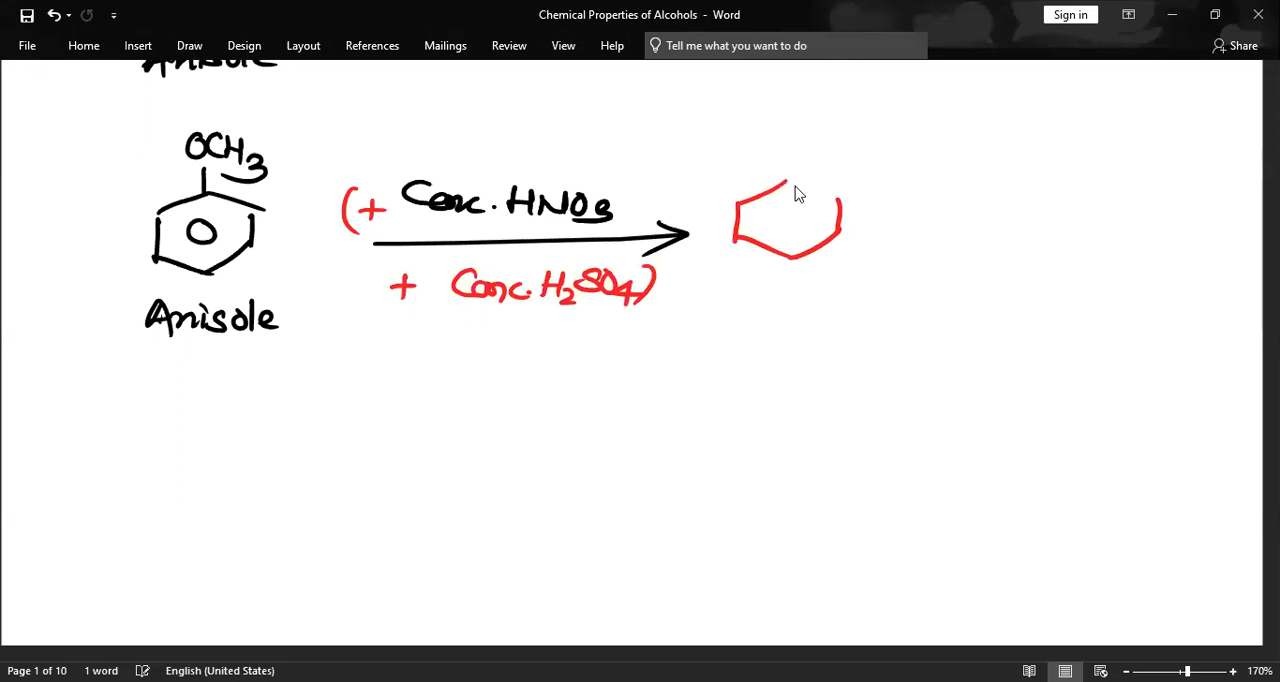 Chemical Properties of Alcohols - Word
Sign in
File Home Insert Draw Design Layout References Mailings Review View Help Tell me what you want to do Share
Anisole
OCH3
(+ Conc. HNO3
+ Conc. H2SO4)
Anisole
Page 1 of 10 1 word English (United States) 170%